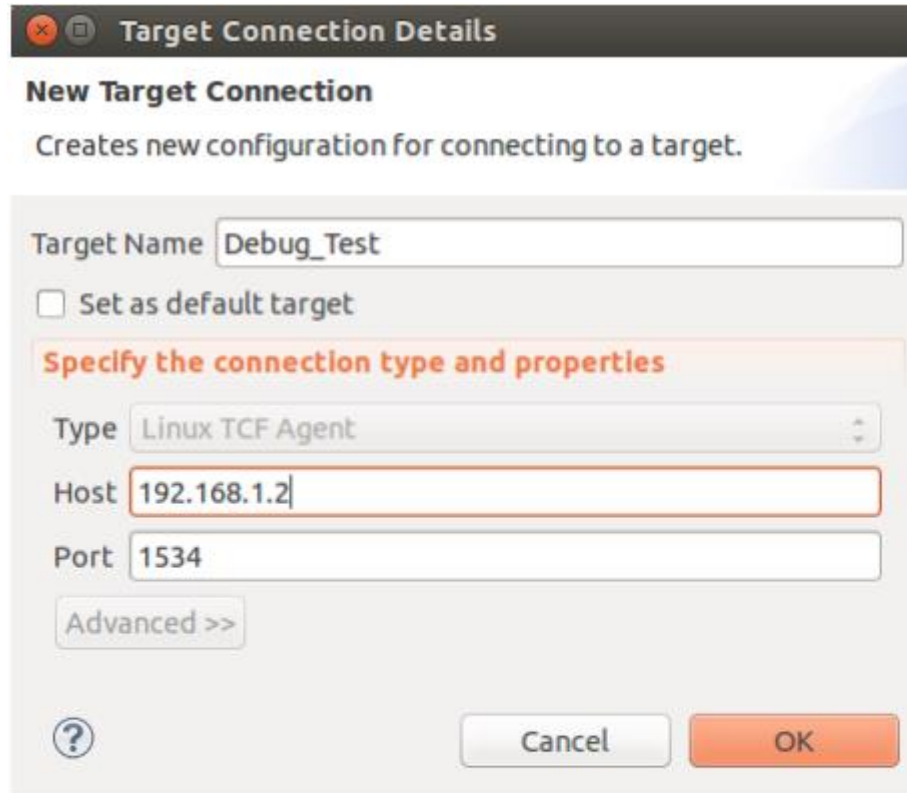 Target Connection Details
New Target Connection
Creates new configuration for connecting to a target.
Target Name Debug_Test
Set as default target
Specify the connection type and properties
Type Linux TCF Agent
Host 192.168.1.2
Port 1534
Advanced >>
? Cancel OK